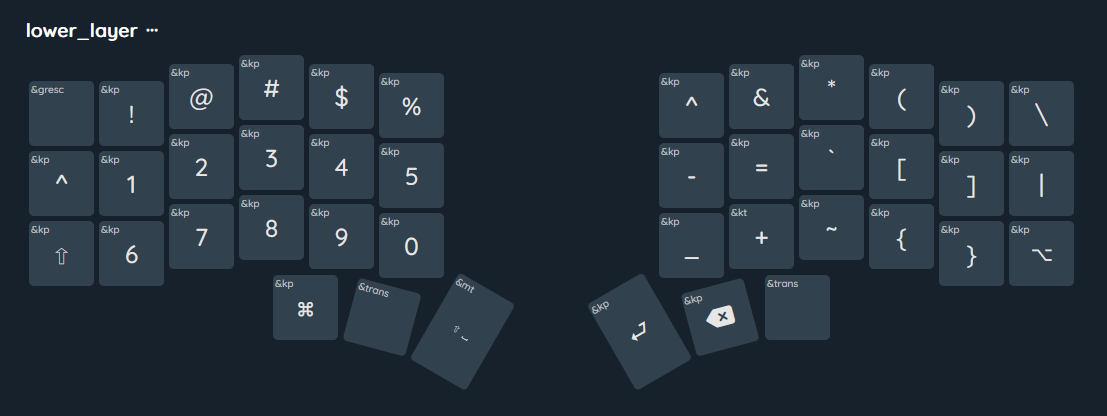 lower_layer ···
&gresc &kp ! &kp @ &kp # &kp $ &kp % &kp ^ &kp & &kp * &kp ( &kp ) &kp \
&kp ^ &kp 1 &kp 2 &kp 3 &kp 4 &kp 5 &kp - &kp = &kp ` &kp [ &kp ] &kp |
&kp ⇧ &kp 6 &kp 7 &kp 8 &kp 9 &kp 0 &kp _ &kt + &kp ~ &kp { &kp } &kp ⌥
&kp ⌘ &trans &mt ⇧ ⎵ &kp ⏎ &kp ⌫ &trans